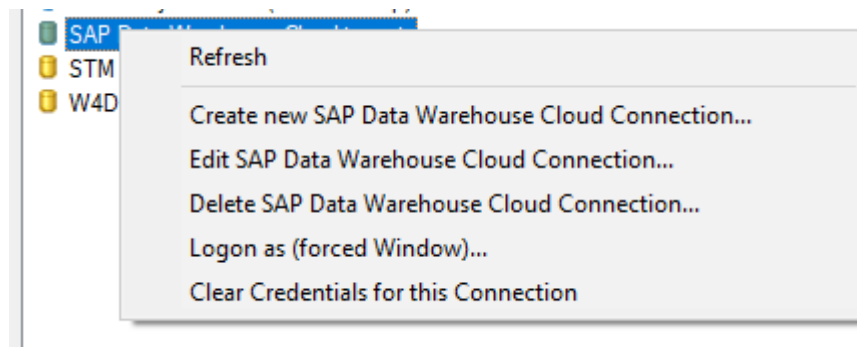 SAP
STM
W4D
Refresh
Create new SAP Data Warehouse Cloud Connection...
Edit SAP Data Warehouse Cloud Connection...
Delete SAP Data Warehouse Cloud Connection...
Logon as (forced Window)...
Clear Credentials for this Connection